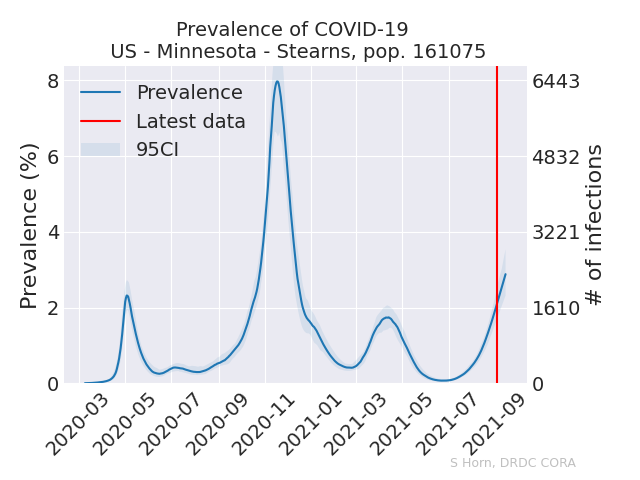 Prevalence of COVID-19
US - Minnesota - Stearns, pop. 161075
Prevalence (%)
8
6
4
2
0
Prevalence
Latest data
95CI
6443
4832
3221
1610
0
# of infections
2020-03
2020-05
2020-07
2020-09
2020-11
2021-01
2021-03
2021-05
2021-07
2021-09
S Horn, DRDC CORA